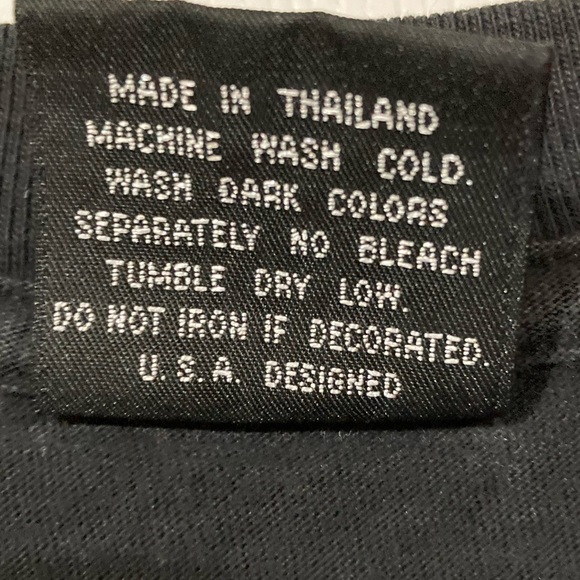 MADE IN THAILAND
MACHINE WASH COLD.
WASH DARK COLORS
SEPARATELY NO BLEACH
TUMBLE DRY LOW.
DO NOT IRON IF DECORATED.
U.S.A. DESIGNED